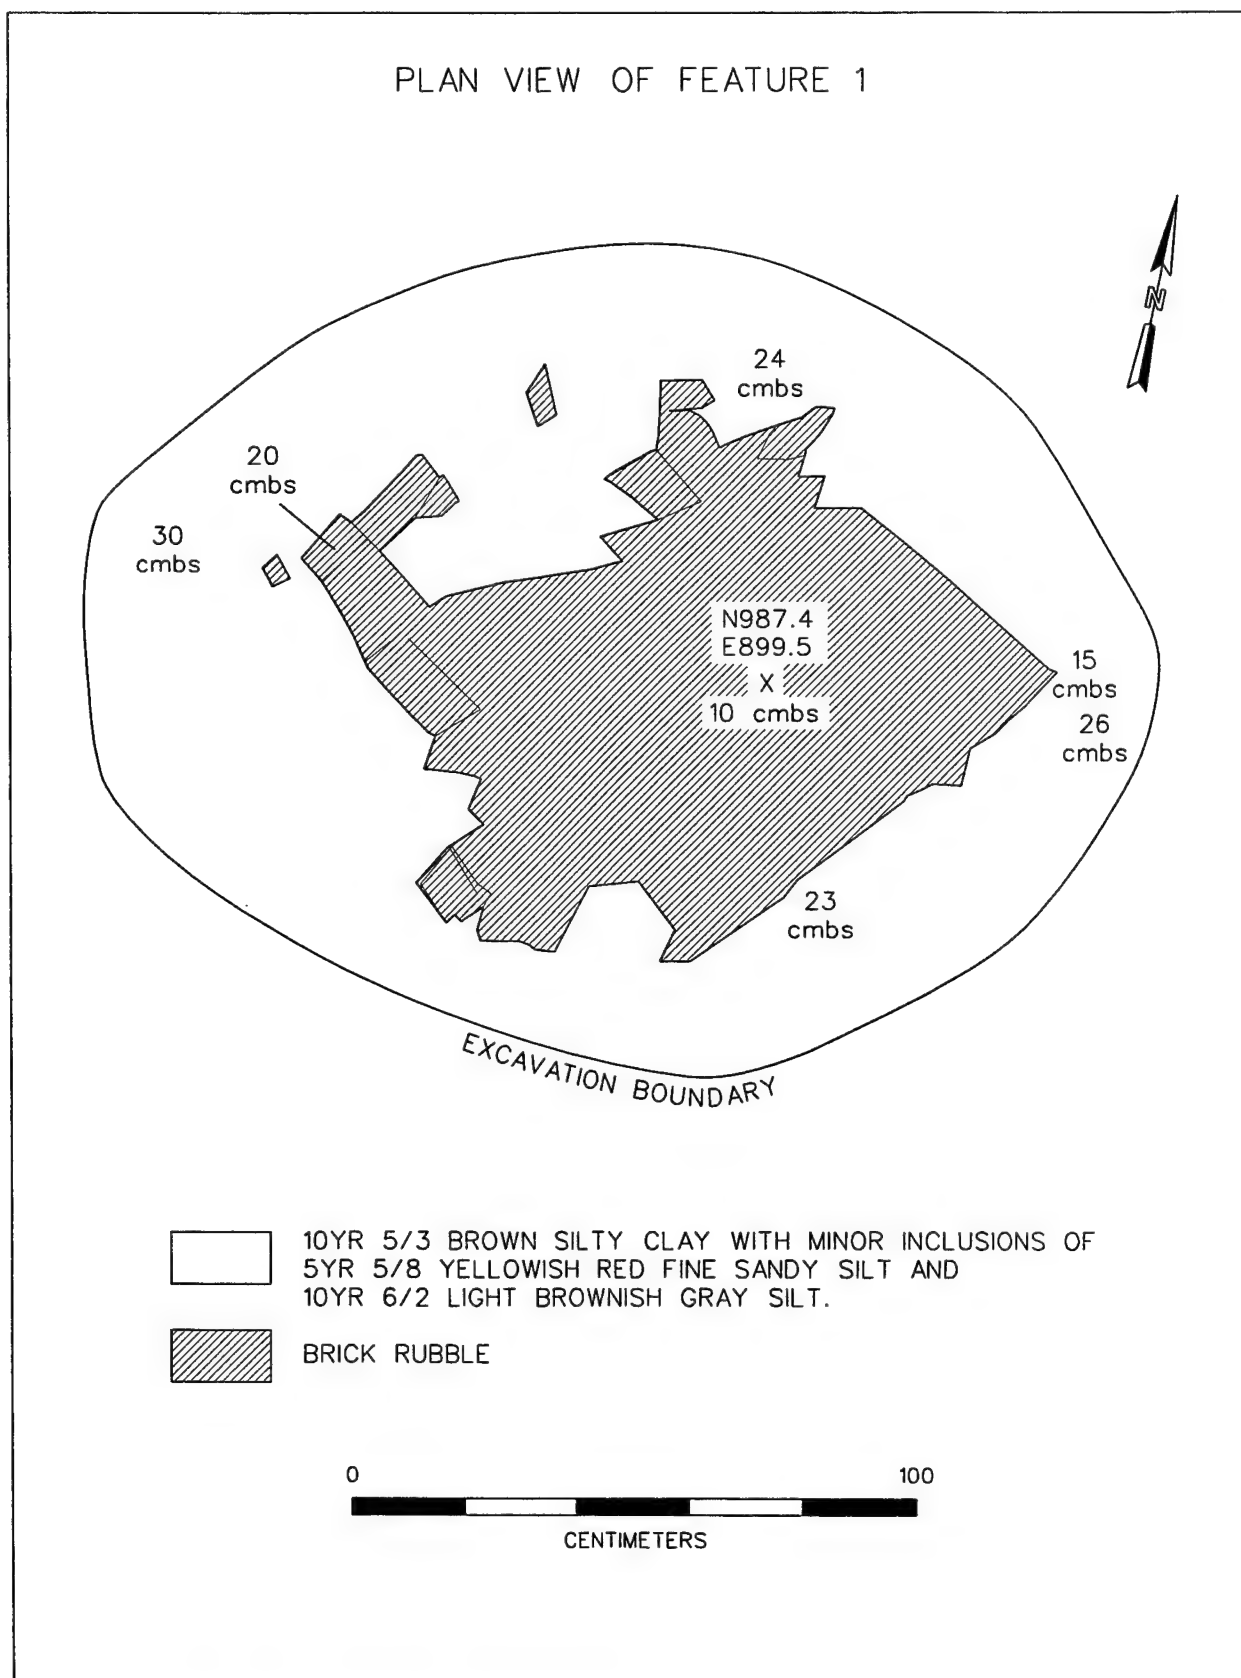 PLAN VIEW OF FEATURE 1
N
24
cmbs
20
cmbs
30
cmbs
N987.4
E899.5
X
10 cmbs
15
cmbs
26
cmbs
23
cmbs
EXCAVATION BOUNDARY
10YR 5/3 BROWN SILTY CLAY WITH MINOR INCLUSIONS OF
5YR 5/8 YELLOWISH RED FINE SANDY SILT AND
10YR 6/2 LIGHT BROWNISH GRAY SILT.
BRICK RUBBLE
0 100
CENTIMETERS